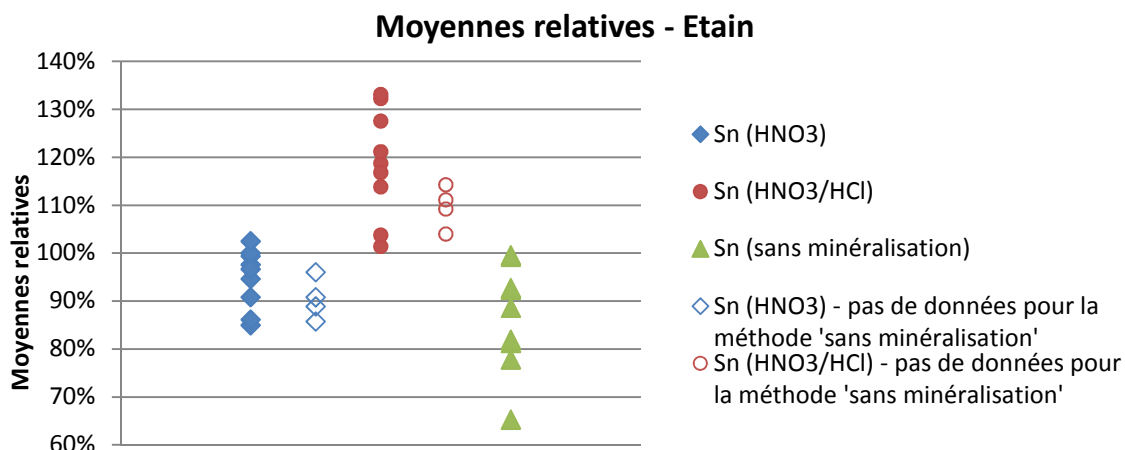 Moyennes relatives - Etain
Moyennes relatives
140%
130%
120%
110%
100%
90%
80%
70%
60%
Sn (HNO3)
Sn (HNO3/HCl)
Sn (sans minéralisation)
Sn (HNO3) - pas de données pour la
méthode 'sans minéralisation'
Sn (HNO3/HCl) - pas de données pour
la méthode 'sans minéralisation'